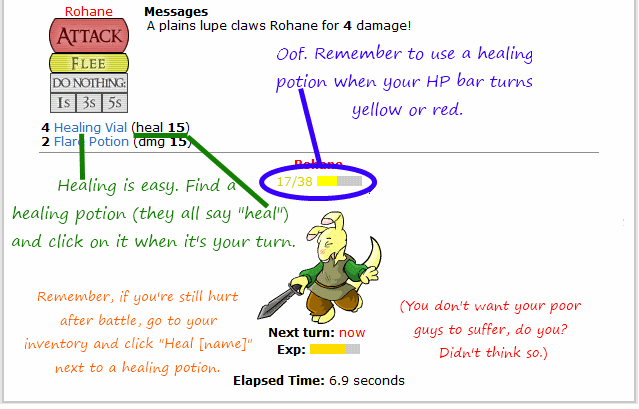 Rohane
ATTACK
FLEE
DO NOTHING:
1s 3s 5s
Messages
A plains lupe claws Rohane for 4 damage!
Oof. Remember to use a healing
potion when your HP bar turns
yellow or red.
4 Healing Vial (heal 15)
2 Flare Potion (dmg 15)
Rohane
17/38
Healing is easy. Find a
healing potion (they all say "heal")
and click on it when it's your turn.
Remember, if you're still hurt
after battle, go to your
inventory and click "Heal [name]"
next to a healing potion.
(You don't want your poor
guys to suffer, do you?
Didn't think so.)
Next turn: now
Exp:
Elapsed Time: 6.9 seconds